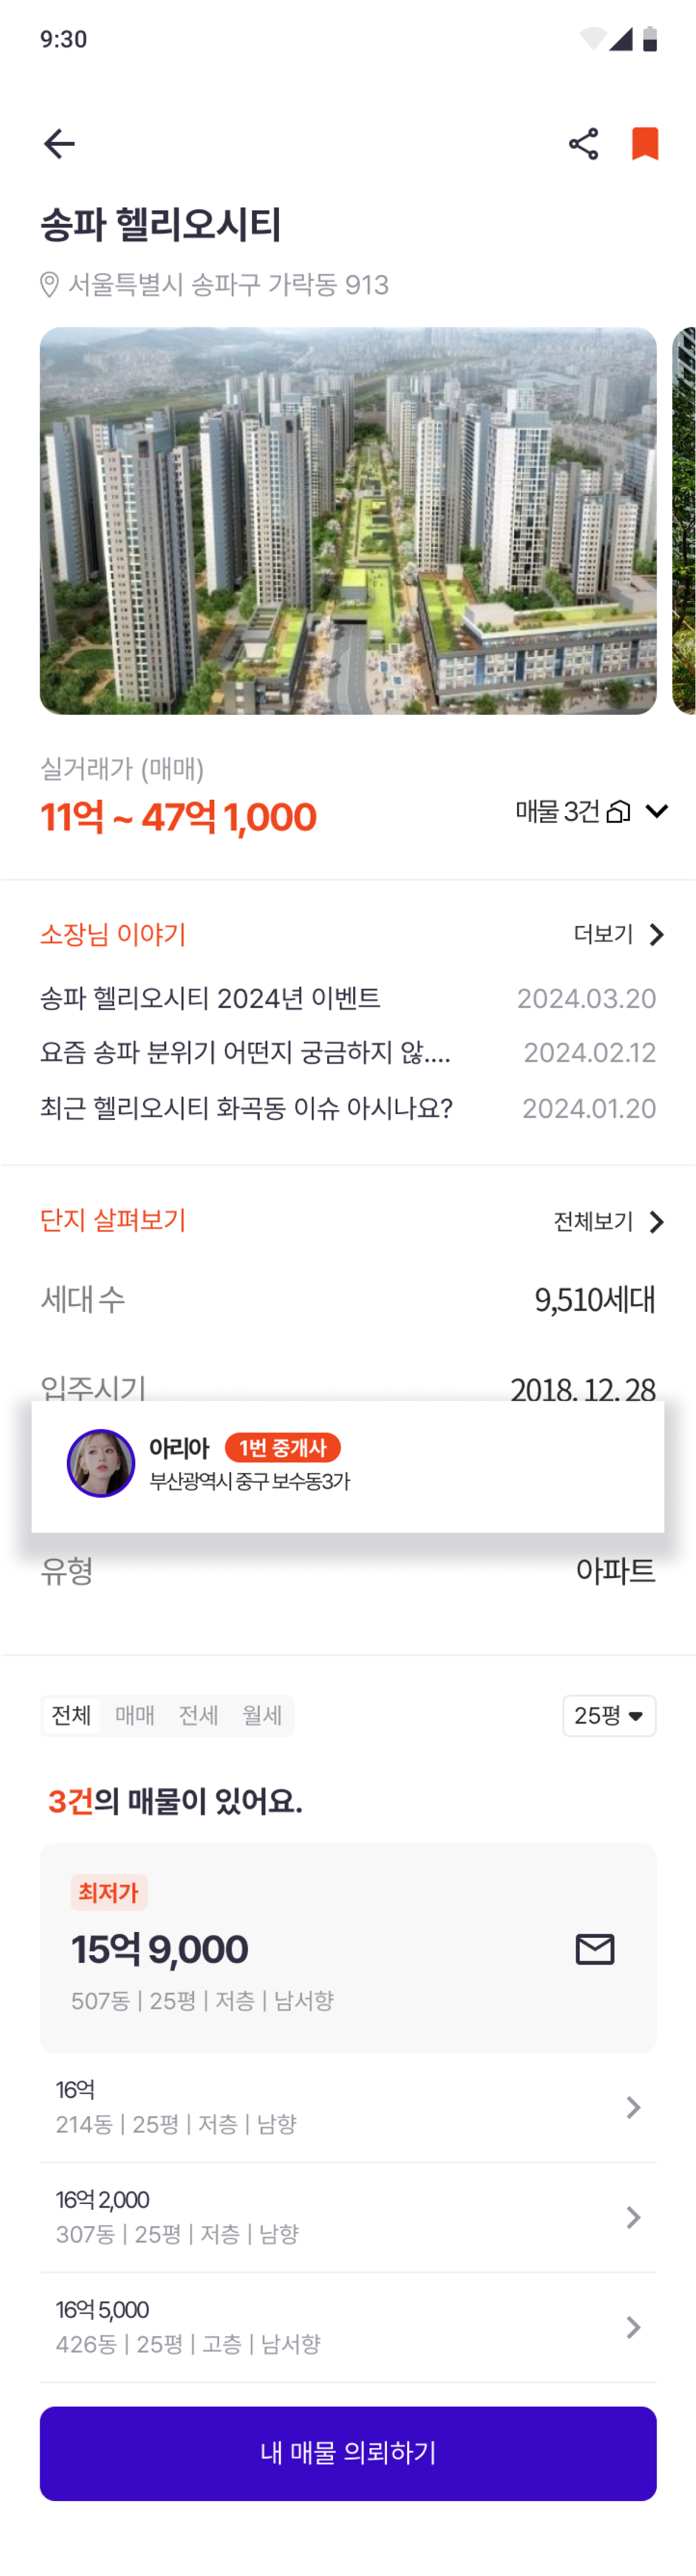 9:30
송파 헬리오시티
서울특별시 송파구 가락동 913
실거래가 (매매)
11억 ~ 47억 1,000
매물 3건
소장님 이야기
더보기
송파 헬리오시티 2024년 이벤트
2024.03.20
요즘 송파 분위기 어떤지 궁금하지 않....
2024.02.12
최근 헬리오시티 화곡동 이슈 아시나요?
2024.01.20
단지 살펴보기
전체보기
세대 수
9,510세대
입주시기
2018. 12. 28
아리아
1번 중개사
부산광역시 중구 보수동3가
유형
아파트
전체 매매 전세 월세
25평
3건의 매물이 있어요.
최저가
15억 9,000
507동 | 25평 | 저층 | 남서향
16억
214동 | 25평 | 저층 | 남향
16억 2,000
307동 | 25평 | 저층 | 남향
16억 5,000
426동 | 25평 | 고층 | 남서향
내 매물 의뢰하기